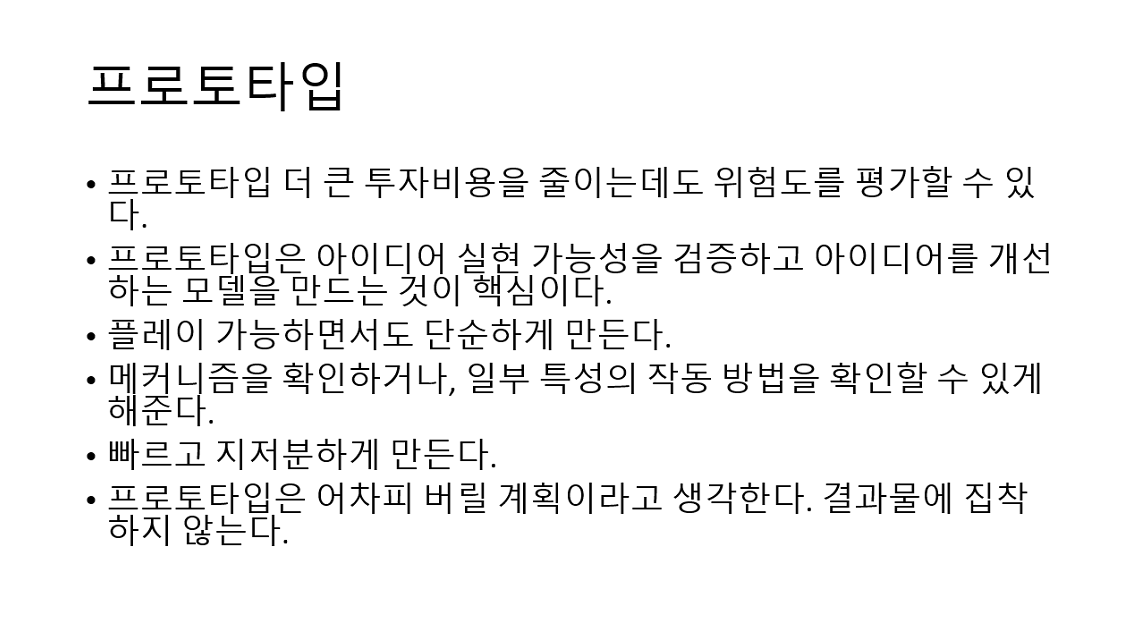 프로토타입
• 프로토타입 더 큰 투자비용을 줄이는데도 위험도를 평가할 수 있
다.
• 프로토타입은 아이디어 실현 가능성을 검증하고 아이디어를 개선
하는 모델을 만드는 것이 핵심이다.
• 플레이 가능하면서도 단순하게 만든다.
• 메커니즘을 확인하거나, 일부 특성의 작동 방법을 확인할 수 있게
해준다.
• 빠르고 지저분하게 만든다.
• 프로토타입은 어차피 버릴 계획이라고 생각한다. 결과물에 집착
하지 않는다.